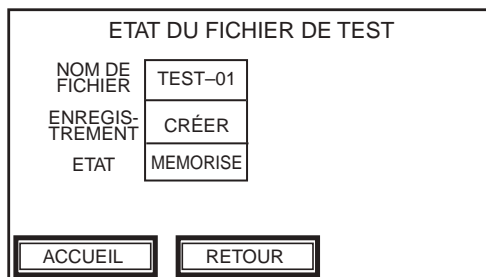 ETAT DU FICHIER DE TEST
NOM DE
FICHIER
TEST–01
ENREGIS-
TREMENT
CRÉER
ETAT
MEMORISE
ACCUEIL
RETOUR